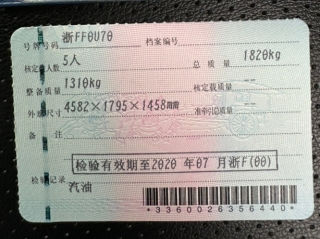 号牌号码 浙FF0U70 档案编号
核定载人数 5人 总质量 1820kg
整备质量 1310kg 核定载质量 --
外廓尺寸 4582×1795×1458mm 准牵引总质量 --
备注
检验有效期至2020年07月浙F(00)
检验记录
汽油
*3360026356440*